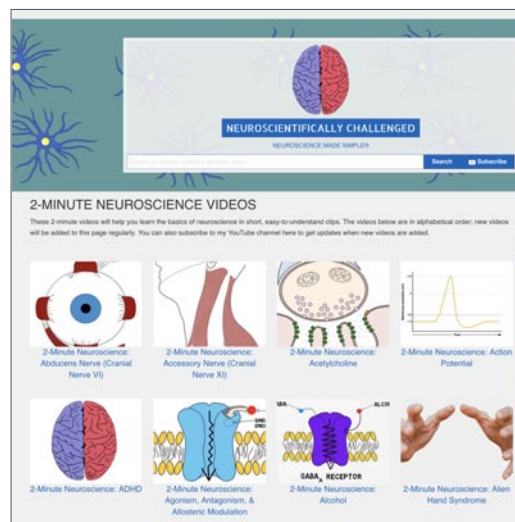 NEUROSCIENTIFICALLY CHALLENGED
NEUROSCIENCE MADE SIMPLER
Search
Subscribe
2-MINUTE NEUROSCIENCE VIDEOS
These 2-minute videos will help you learn the basics of neuroscience in short, easy-to-understand clips. The videos below are in alphabetical order; new videos
will be added to this page regularly. You can also subscribe to my YouTube channel here to get updates when new videos are added.
2-Minute Neuroscience:
Abducens Nerve (Cranial
Nerve VI)
2-Minute Neuroscience:
Accessory Nerve (Cranial
Nerve XI)
2-Minute Neuroscience:
Acetylcholine
2-Minute Neuroscience: Action
Potential
ALCO
GABA A RECEPTOR
2-Minute Neuroscience: ADHD
2-Minute Neuroscience:
Agonism, Antagonism, &
Allosteric Modulation
2-Minute Neuroscience:
Alcohol
2-Minute Neuroscience: Alien
Hand Syndrome